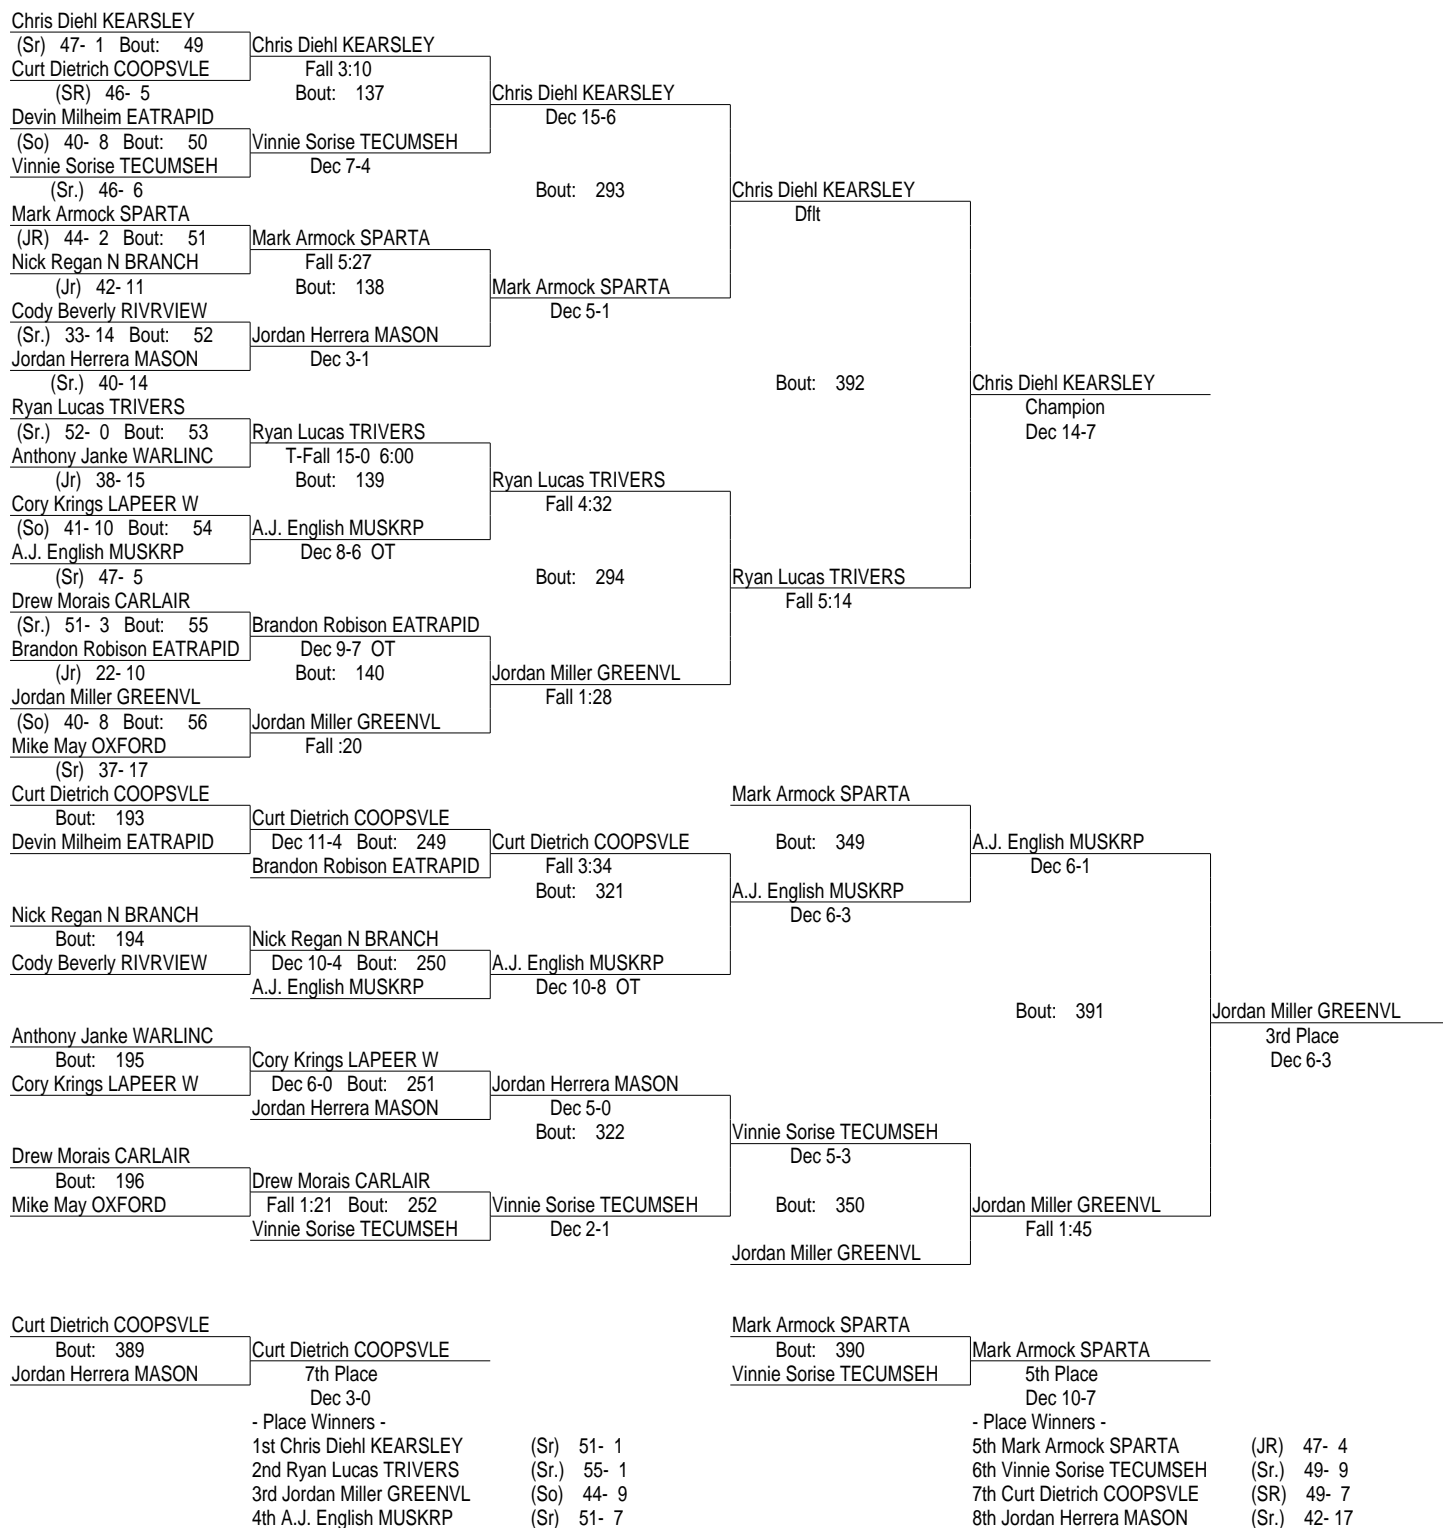 Chris Diehl KEARSLEY
(Sr) 47- 1 Bout: 49 Chris Diehl KEARSLEY
Curt Dietrich COOPSVLE Fall 3:10
(SR) 46- 5 Bout: 137 Chris Diehl KEARSLEY
Devin Milheim EATRAPID Dec 15-6
(So) 40- 8 Bout: 50 Vinnie Sorise TECUMSEH
Vinnie Sorise TECUMSEH Dec 7-4
(Sr.) 46- 6 Bout: 293 Chris Diehl KEARSLEY
Mark Armock SPARTA Dflt
(JR) 44- 2 Bout: 51 Mark Armock SPARTA
Nick Regan N BRANCH Fall 5:27
(Jr) 42- 11 Bout: 138 Mark Armock SPARTA
Cody Beverly RIVRVIEW Dec 5-1
(Sr.) 33- 14 Bout: 52 Jordan Herrera MASON
Jordan Herrera MASON Dec 3-1
(Sr.) 40- 14 Bout: 392 Chris Diehl KEARSLEY
Ryan Lucas TRIVERS Champion
(Sr.) 52- 0 Bout: 53 Ryan Lucas TRIVERS Dec 14-7
Anthony Janke WARLINC T-Fall 15-0 6:00
(Jr) 38- 15 Bout: 139 Ryan Lucas TRIVERS
Cory Krings LAPEER W Fall 4:32
(So) 41- 10 Bout: 54 A.J. English MUSKRP
A.J. English MUSKRP Dec 8-6 OT
(Sr) 47- 5 Bout: 294 Ryan Lucas TRIVERS
Drew Morais CARLAIR Fall 5:14
(Sr.) 51- 3 Bout: 55 Brandon Robison EATRAPID
Brandon Robison EATRAPID Dec 9-7 OT
(Jr) 22- 10 Bout: 140 Jordan Miller GREENVL
Jordan Miller GREENVL Fall 1:28
(So) 40- 8 Bout: 56 Jordan Miller GREENVL
Mike May OXFORD Fall :20
(Sr) 37- 17
Curt Dietrich COOPSVLE Mark Armock SPARTA
Bout: 193 Curt Dietrich COOPSVLE
Devin Milheim EATRAPID Dec 11-4 Bout: 249 Curt Dietrich COOPSVLE Bout: 349 A.J. English MUSKRP
Brandon Robison EATRAPID Fall 3:34 Dec 6-1
Bout: 321 A.J. English MUSKRP
Nick Regan N BRANCH Dec 6-3
Bout: 194 Nick Regan N BRANCH
Cody Beverly RIVRVIEW Dec 10-4 Bout: 250 A.J. English MUSKRP
A.J. English MUSKRP Dec 10-8 OT
Bout: 391 Jordan Miller GREENVL
Anthony Janke WARLINC 3rd Place
Bout: 195 Cory Krings LAPEER W Dec 6-3
Cory Krings LAPEER W Dec 6-0 Bout: 251 Jordan Herrera MASON
Jordan Herrera MASON Dec 5-0
Bout: 322 Vinnie Sorise TECUMSEH
Drew Morais CARLAIR Dec 5-3
Bout: 196 Drew Morais CARLAIR
Mike May OXFORD Fall 1:21 Bout: 252 Vinnie Sorise TECUMSEH Bout: 350 Jordan Miller GREENVL
Vinnie Sorise TECUMSEH Dec 2-1 Fall 1:45
Jordan Miller GREENVL
Curt Dietrich COOPSVLE Mark Armock SPARTA
Bout: 389 Curt Dietrich COOPSVLE Bout: 390 Mark Armock SPARTA
Jordan Herrera MASON 7th Place Vinnie Sorise TECUMSEH 5th Place
Dec 3-0 Dec 10-7
- Place Winners - - Place Winners -
1st Chris Diehl KEARSLEY (Sr) 51- 1 5th Mark Armock SPARTA (JR) 47- 4
2nd Ryan Lucas TRIVERS (Sr.) 55- 1 6th Vinnie Sorise TECUMSEH (Sr.) 49- 9
3rd Jordan Miller GREENVL (So) 44- 9 7th Curt Dietrich COOPSVLE (SR) 49- 7
4th A.J. English MUSKRP (Sr) 51- 7 8th Jordan Herrera MASON (Sr.) 42- 17